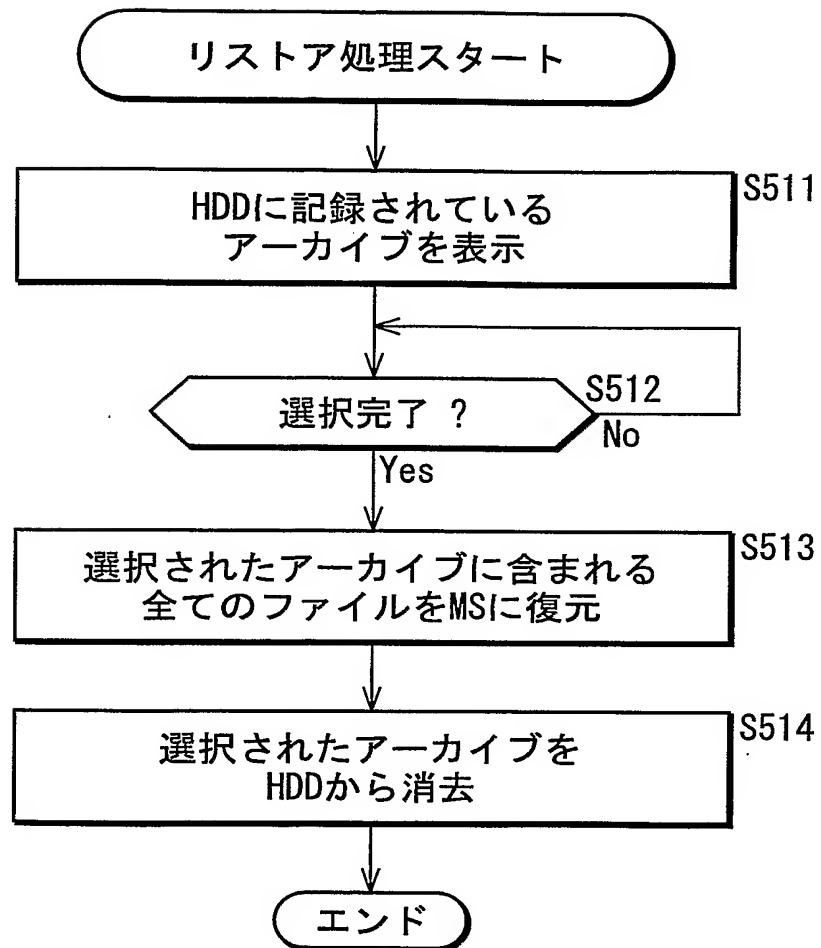 リストア処理スタート
HDDに記録されている
アーカイブを表示
S511
選択完了 ?
S512
No
Yes
選択されたアーカイブに含まれる
全てのファイルをMSに復元
S513
選択されたアーカイブを
HDDから消去
S514
エンド